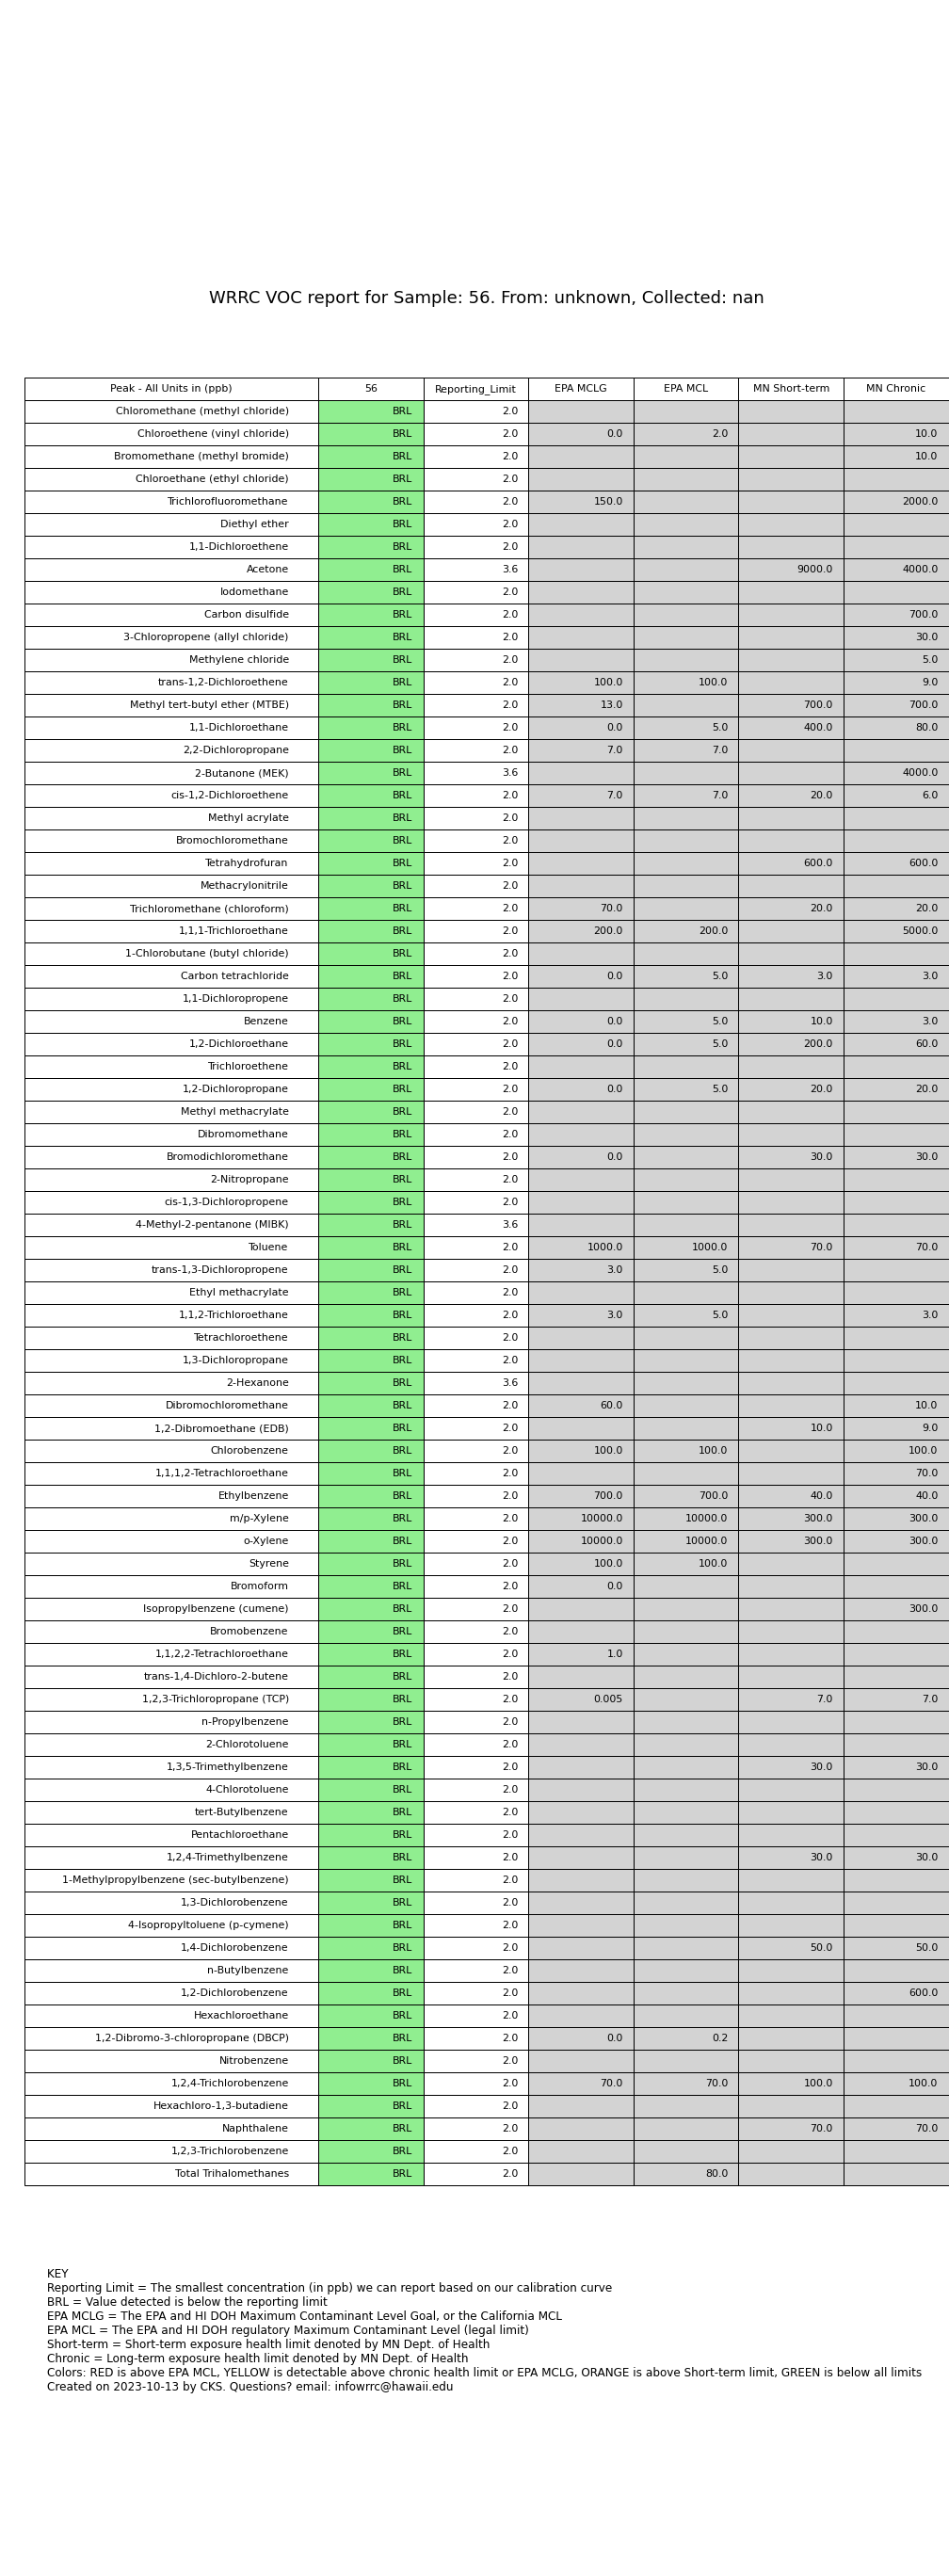 WRRC VOC report for Sample: 56. From: unknown, Collected: nan
Peak - All Units in (ppb) 56 Reporting_Limit EPA MCLG EPA MCL MN Short-term MN Chronic
Chloromethane (methyl chloride) BRL 2.0
Chloroethene (vinyl chloride) BRL 2.0 0.0 2.0 10.0
Bromomethane (methyl bromide) BRL 2.0 10.0
Chloroethane (ethyl chloride) BRL 2.0
Trichlorofluoromethane BRL 2.0 150.0 2000.0
Diethyl ether BRL 2.0
1,1-Dichloroethene BRL 2.0
Acetone BRL 3.6 9000.0 4000.0
Iodomethane BRL 2.0
Carbon disulfide BRL 2.0 700.0
3-Chloropropene (allyl chloride) BRL 2.0 30.0
Methylene chloride BRL 2.0 5.0
trans-1,2-Dichloroethene BRL 2.0 100.0 100.0 9.0
Methyl tert-butyl ether (MTBE) BRL 2.0 13.0 700.0 700.0
1,1-Dichloroethane BRL 2.0 0.0 5.0 400.0 80.0
2,2-Dichloropropane BRL 2.0 7.0 7.0
2-Butanone (MEK) BRL 3.6 4000.0
cis-1,2-Dichloroethene BRL 2.0 7.0 7.0 20.0 6.0
Methyl acrylate BRL 2.0
Bromochloromethane BRL 2.0
Tetrahydrofuran BRL 2.0 600.0 600.0
Methacrylonitrile BRL 2.0
Trichloromethane (chloroform) BRL 2.0 70.0 20.0 20.0
1,1,1-Trichloroethane BRL 2.0 200.0 200.0 5000.0
1-Chlorobutane (butyl chloride) BRL 2.0
Carbon tetrachloride BRL 2.0 0.0 5.0 3.0 3.0
1,1-Dichloropropene BRL 2.0
Benzene BRL 2.0 0.0 5.0 10.0 3.0
1,2-Dichloroethane BRL 2.0 0.0 5.0 200.0 60.0
Trichloroethene BRL 2.0
1,2-Dichloropropane BRL 2.0 0.0 5.0 20.0 20.0
Methyl methacrylate BRL 2.0
Dibromomethane BRL 2.0
Bromodichloromethane BRL 2.0 0.0 30.0 30.0
2-Nitropropane BRL 2.0
cis-1,3-Dichloropropene BRL 2.0
4-Methyl-2-pentanone (MIBK) BRL 3.6
Toluene BRL 2.0 1000.0 1000.0 70.0 70.0
trans-1,3-Dichloropropene BRL 2.0 3.0 5.0
Ethyl methacrylate BRL 2.0
1,1,2-Trichloroethane BRL 2.0 3.0 5.0 3.0
Tetrachloroethene BRL 2.0
1,3-Dichloropropane BRL 2.0
2-Hexanone BRL 3.6
Dibromochloromethane BRL 2.0 60.0 10.0
1,2-Dibromoethane (EDB) BRL 2.0 10.0 9.0
Chlorobenzene BRL 2.0 100.0 100.0 100.0
1,1,1,2-Tetrachloroethane BRL 2.0 70.0
Ethylbenzene BRL 2.0 700.0 700.0 40.0 40.0
m/p-Xylene BRL 2.0 10000.0 10000.0 300.0 300.0
o-Xylene BRL 2.0 10000.0 10000.0 300.0 300.0
Styrene BRL 2.0 100.0 100.0
Bromoform BRL 2.0 0.0
Isopropylbenzene (cumene) BRL 2.0 300.0
Bromobenzene BRL 2.0
1,1,2,2-Tetrachloroethane BRL 2.0 1.0
trans-1,4-Dichloro-2-butene BRL 2.0
1,2,3-Trichloropropane (TCP) BRL 2.0 0.005 7.0 7.0
n-Propylbenzene BRL 2.0
2-Chlorotoluene BRL 2.0
1,3,5-Trimethylbenzene BRL 2.0 30.0 30.0
4-Chlorotoluene BRL 2.0
tert-Butylbenzene BRL 2.0
Pentachloroethane BRL 2.0
1,2,4-Trimethylbenzene BRL 2.0 30.0 30.0
1-Methylpropylbenzene (sec-butylbenzene) BRL 2.0
1,3-Dichlorobenzene BRL 2.0
4-Isopropyltoluene (p-cymene) BRL 2.0
1,4-Dichlorobenzene BRL 2.0 50.0 50.0
n-Butylbenzene BRL 2.0
1,2-Dichlorobenzene BRL 2.0 600.0
Hexachloroethane BRL 2.0
1,2-Dibromo-3-chloropropane (DBCP) BRL 2.0 0.0 0.2
Nitrobenzene BRL 2.0
1,2,4-Trichlorobenzene BRL 2.0 70.0 70.0 100.0 100.0
Hexachloro-1,3-butadiene BRL 2.0
Naphthalene BRL 2.0 70.0 70.0
1,2,3-Trichlorobenzene BRL 2.0
Total Trihalomethanes BRL 2.0 80.0
KEY
Reporting Limit = The smallest concentration (in ppb) we can report based on our calibration curve
BRL = Value detected is below the reporting limit
EPA MCLG = The EPA and HI DOH Maximum Contaminant Level Goal, or the California MCL
EPA MCL = The EPA and HI DOH regulatory Maximum Contaminant Level (legal limit)
Short-term = Short-term exposure health limit denoted by MN Dept. of Health
Chronic = Long-term exposure health limit denoted by MN Dept. of Health
Colors: RED is above EPA MCL, YELLOW is detectable above chronic health limit or EPA MCLG, ORANGE is above Short-term limit, GREEN is below all limits
Created on 2023-10-13 by CKS. Questions? email: infowrrc@hawaii.edu